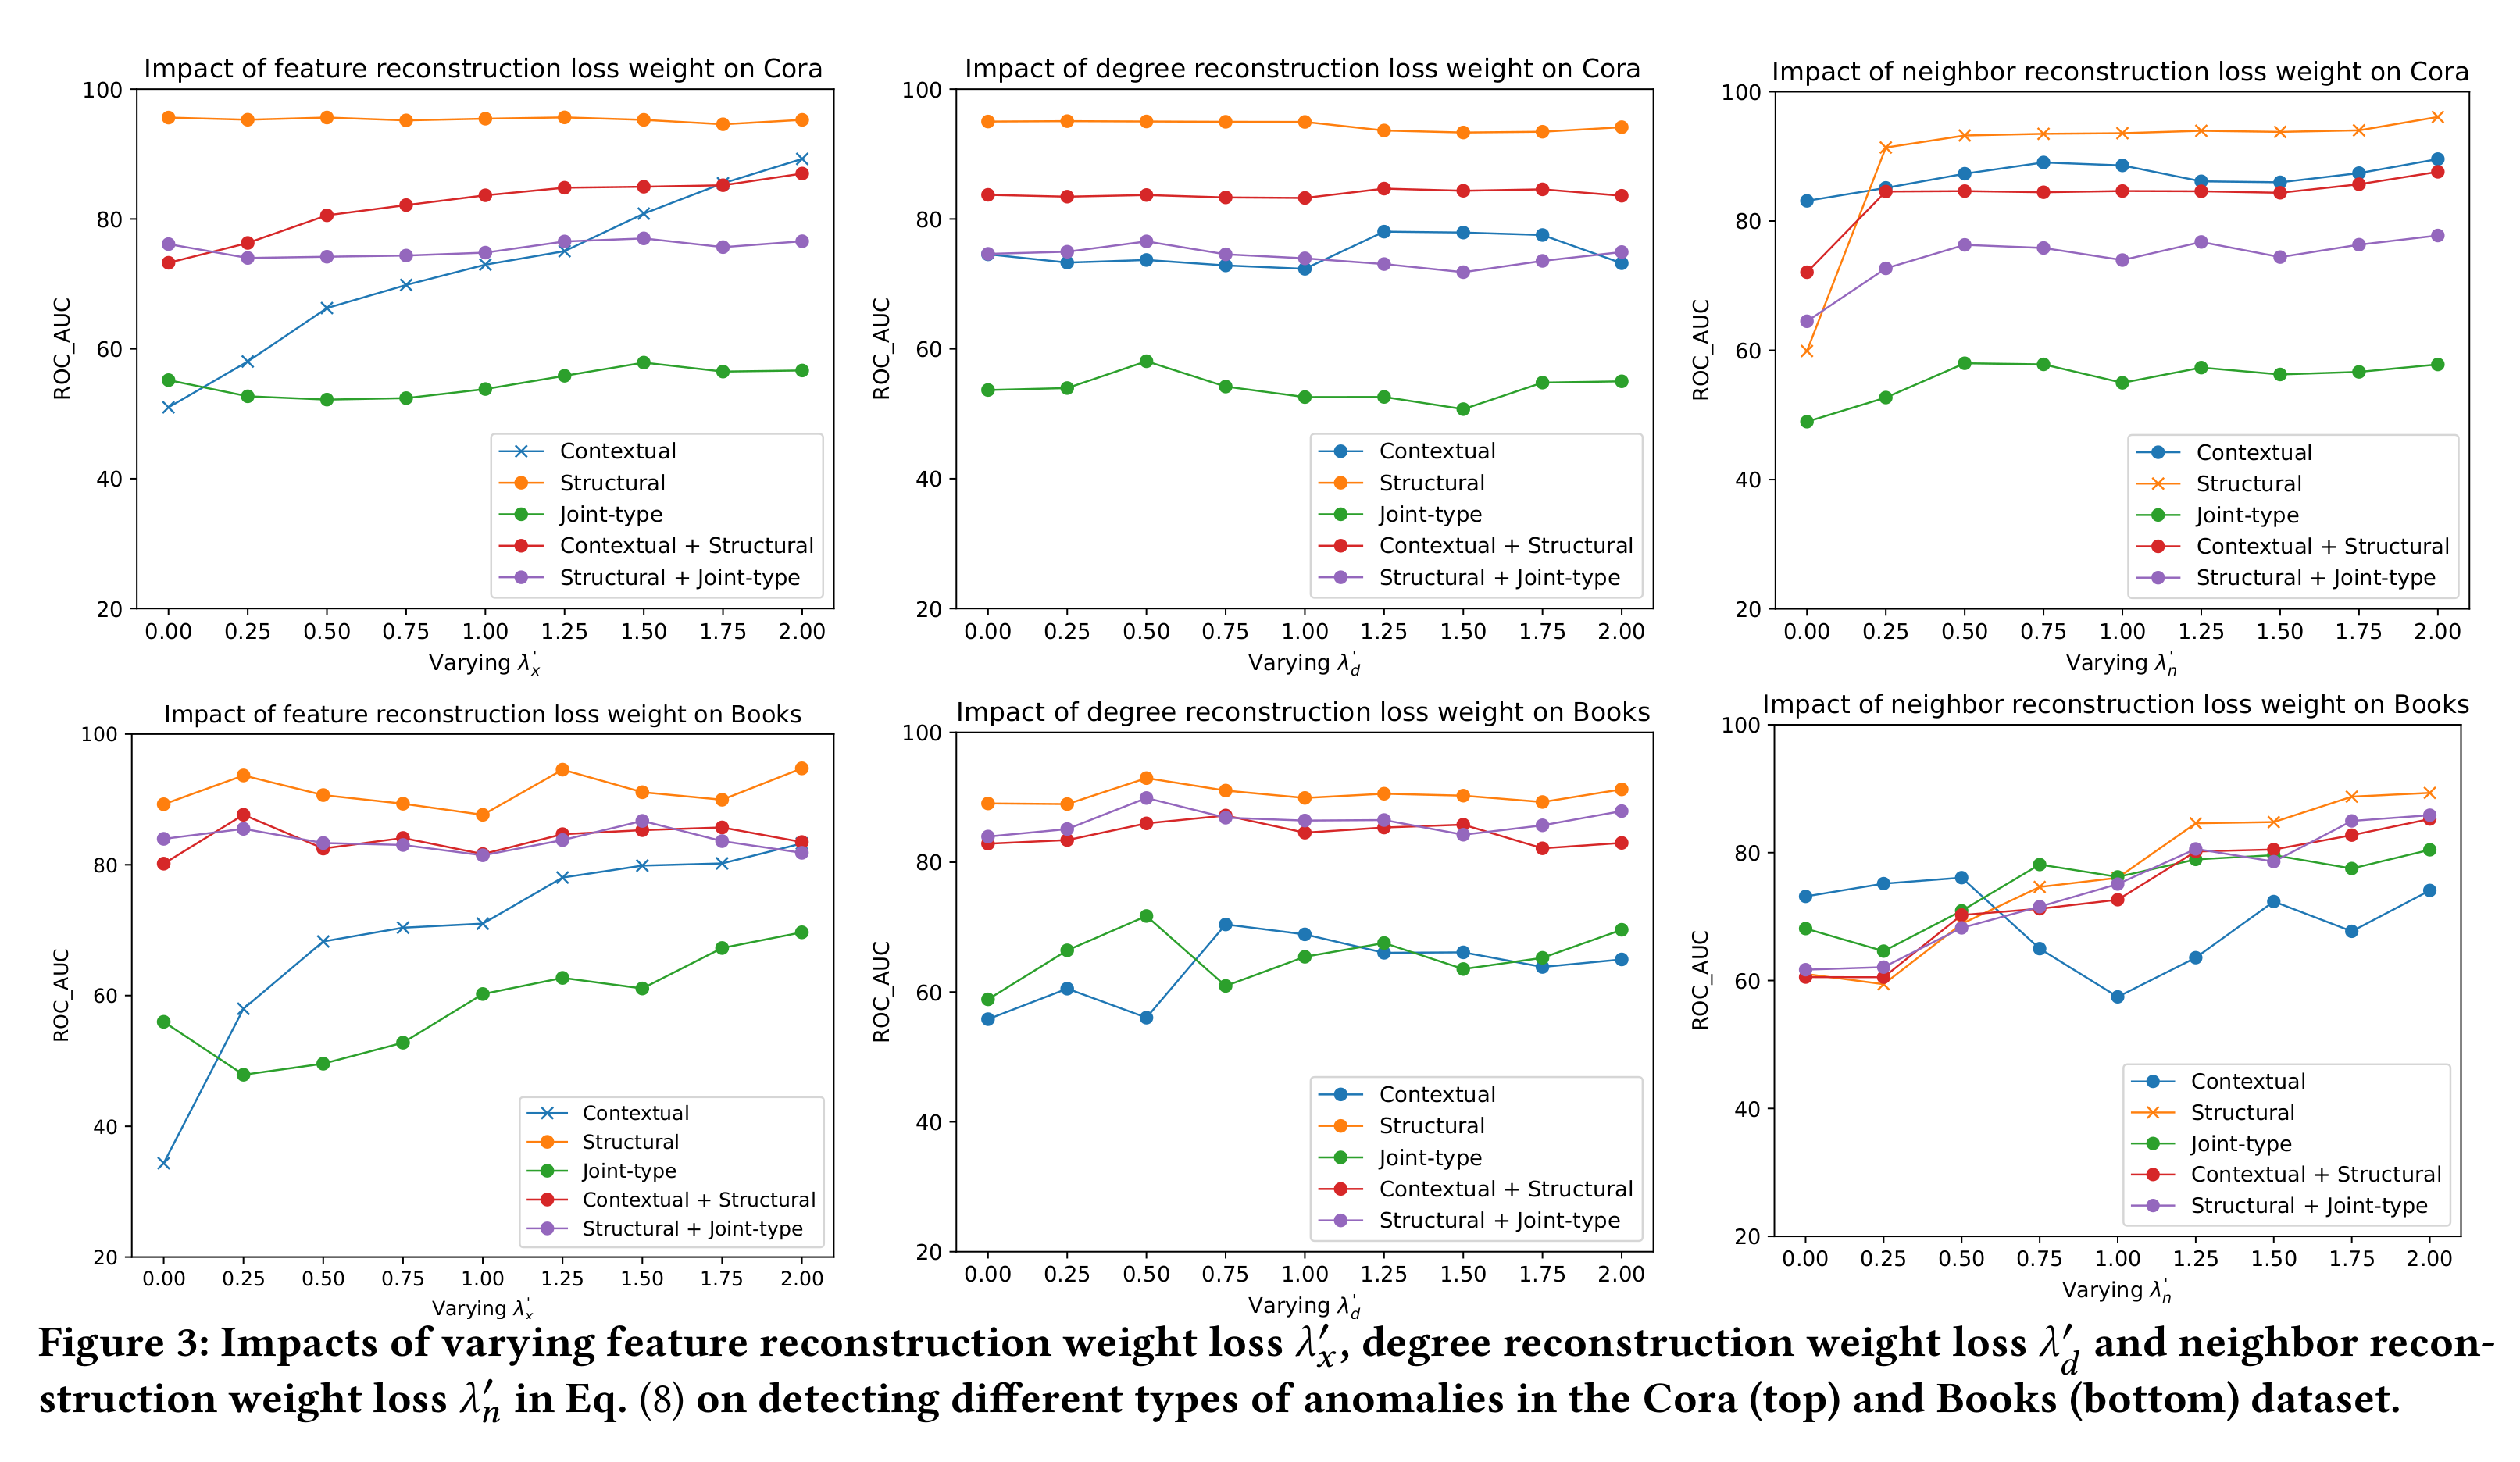 Impact of feature reconstruction loss weight on Cora
100
80
60
40
20
ROC_AUC
Contextual
Structural
Joint-type
Contextual + Structural
Structural + Joint-type
0.00 0.25 0.50 0.75 1.00 1.25 1.50 1.75 2.00
Varying λ'x
Impact of degree reconstruction loss weight on Cora
100
80
60
40
20
ROC_AUC
Contextual
Structural
Joint-type
Contextual + Structural
Structural + Joint-type
0.00 0.25 0.50 0.75 1.00 1.25 1.50 1.75 2.00
Varying λ'd
Impact of neighbor reconstruction loss weight on Cora
100
80
60
40
20
ROC_AUC
Contextual
Structural
Joint-type
Contextual + Structural
Structural + Joint-type
0.00 0.25 0.50 0.75 1.00 1.25 1.50 1.75 2.00
Varying λ'n
Impact of feature reconstruction loss weight on Books
100
80
60
40
20
ROC_AUC
Contextual
Structural
Joint-type
Contextual + Structural
Structural + Joint-type
0.00 0.25 0.50 0.75 1.00 1.25 1.50 1.75 2.00
Varying λ'x
Impact of degree reconstruction loss weight on Books
100
80
60
40
20
ROC_AUC
Contextual
Structural
Joint-type
Contextual + Structural
Structural + Joint-type
0.00 0.25 0.50 0.75 1.00 1.25 1.50 1.75 2.00
Varying λ'd
Impact of neighbor reconstruction loss weight on Books
100
80
60
40
20
ROC_AUC
Contextual
Structural
Joint-type
Contextual + Structural
Structural + Joint-type
0.00 0.25 0.50 0.75 1.00 1.25 1.50 1.75 2.00
Varying λ'n
Figure 3: Impacts of varying feature reconstruction weight loss λ′x, degree reconstruction weight loss λ′d and neighbor recon-
struction weight loss λ′n in Eq. (8) on detecting different types of anomalies in the Cora (top) and Books (bottom) dataset.